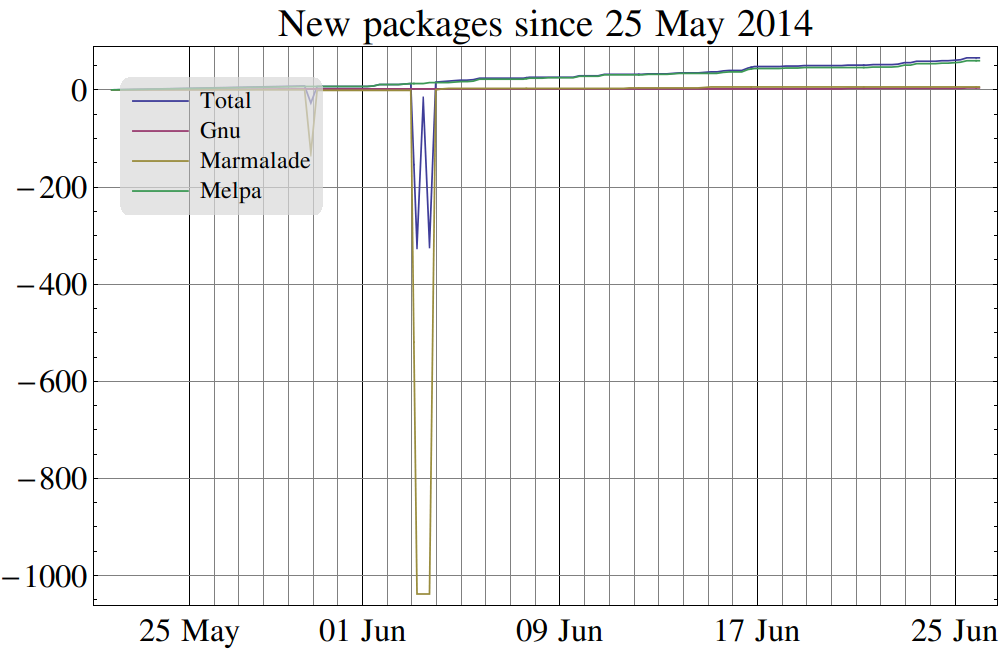 New packages since 25 May 2014
0
Total
Gnu
Marmalade
Melpa
−200
−400
−600
−800
−1000
25 May 01 Jun 09 Jun 17 Jun 25 Jun